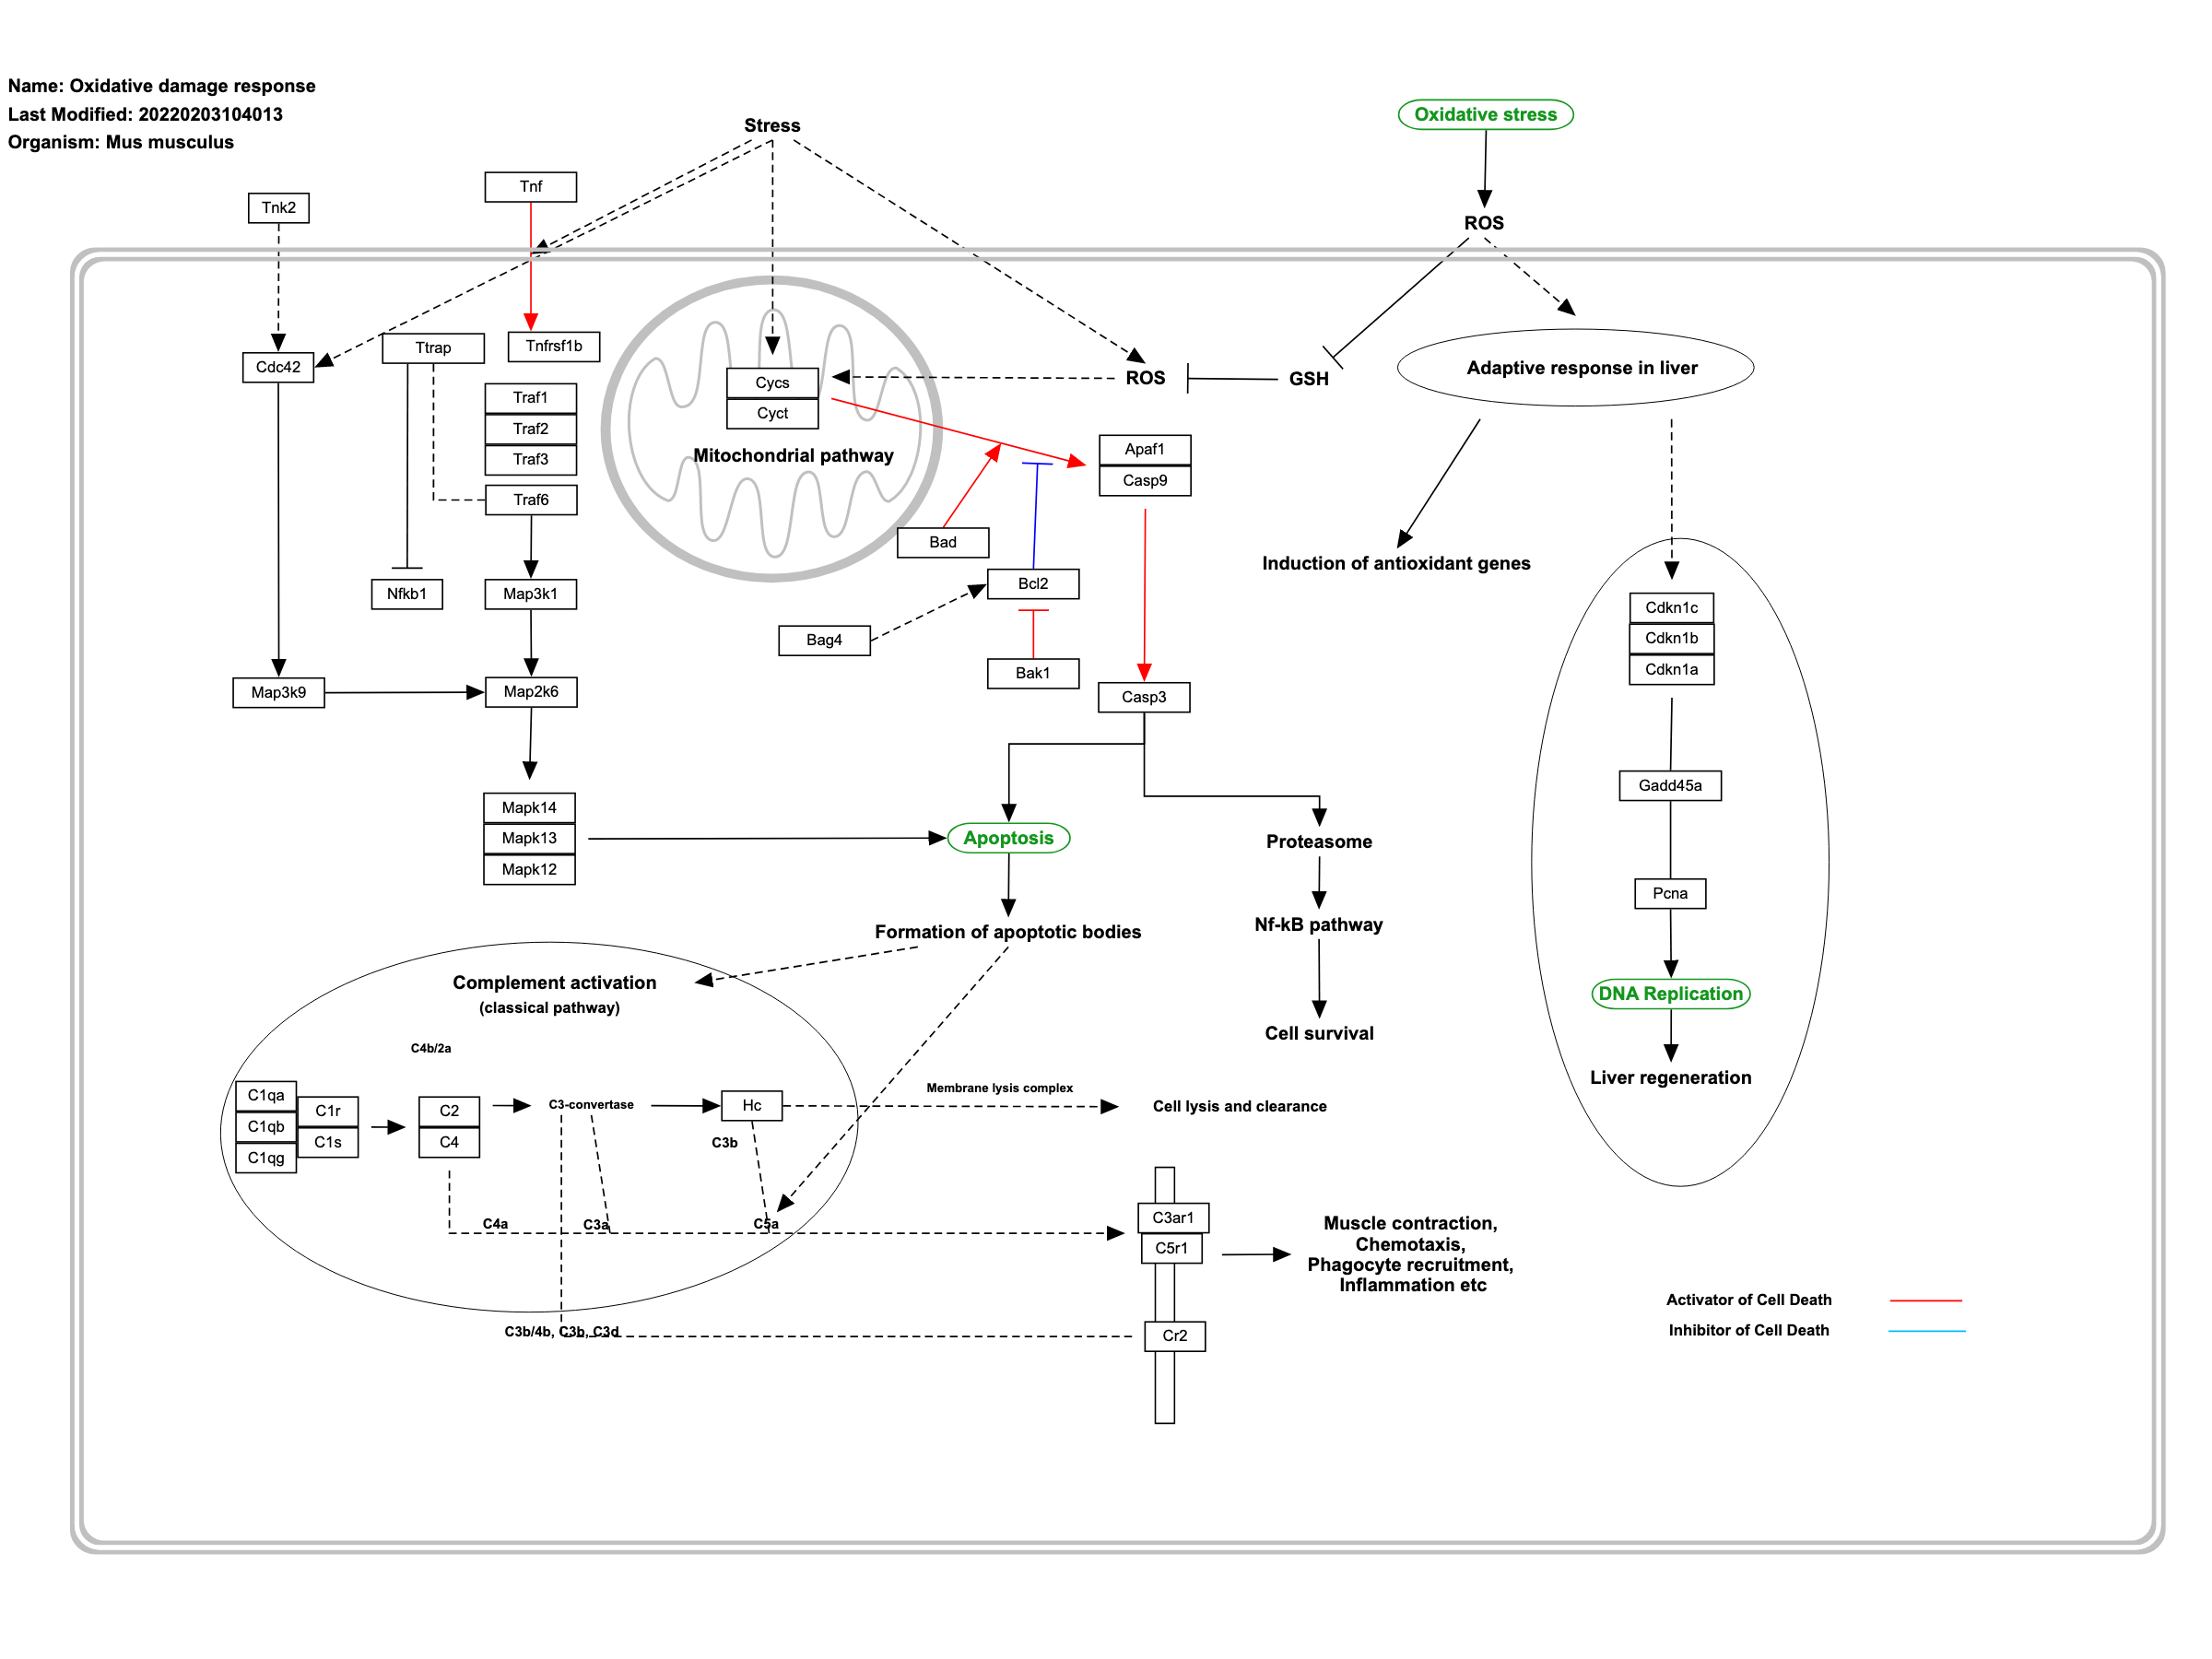 Name: Oxidative damage response
Last Modified: 20220203104013
Organism: Mus musculus
Stress
Oxidative stress
ROS
Tnk2
Tnf
Cdc42
Ttrap
Tnfrsf1b
Traf1
Traf2
Traf3
Traf6
Nfkb1
Map3k1
Map3k9
Map2k6
Mapk14
Mapk13
Mapk12
Cycs
Cyct
Mitochondrial pathway
ROS
GSH
Adaptive response in liver
Apaf1
Casp9
Bad
Bcl2
Bag4
Bak1
Casp3
Induction of antioxidant genes
Cdkn1c
Cdkn1b
Cdkn1a
Gadd45a
Pcna
DNA Replication
Liver regeneration
Apoptosis
Proteasome
Formation of apoptotic bodies
Nf-kB pathway
Cell survival
Complement activation
(classical pathway)
C4b/2a
C1qa
C1qb
C1qg
C1r
C1s
C2
C4
C3-convertase
Hc
C3b
Membrane lysis complex
Cell lysis and clearance
C4a
C3a
C5a
C3ar1
C5r1
Muscle contraction,
Chemotaxis,
Phagocyte recruitment,
Inflammation etc
C3b/4b, C3b, C3d
Cr2
Activator of Cell Death
Inhibitor of Cell Death